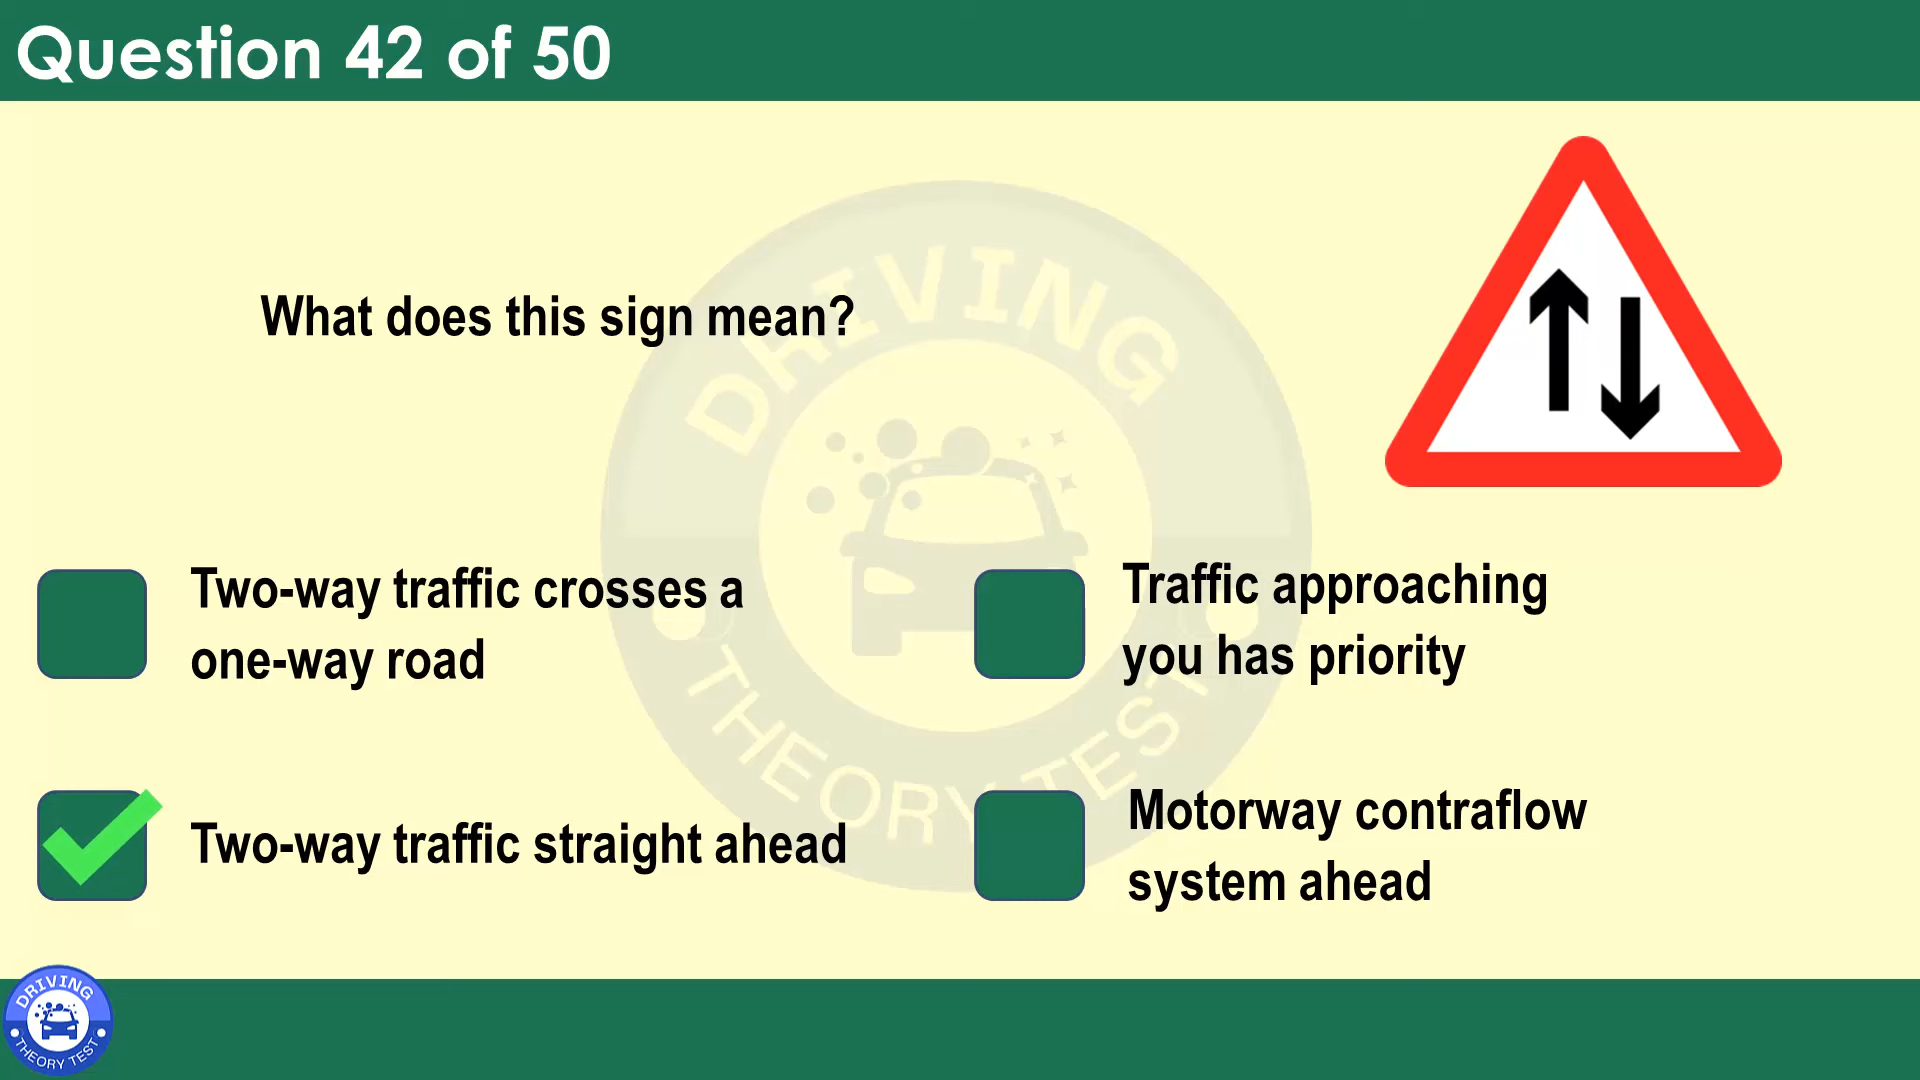 Question 42 of 50
What does this sign mean?
Two-way traffic crosses a
one-way road
Traffic approaching
you has priority
Two-way traffic straight ahead
Motorway contraflow
system ahead
DRIVING
THEORY TEST
DRIVING
THEORY TEST